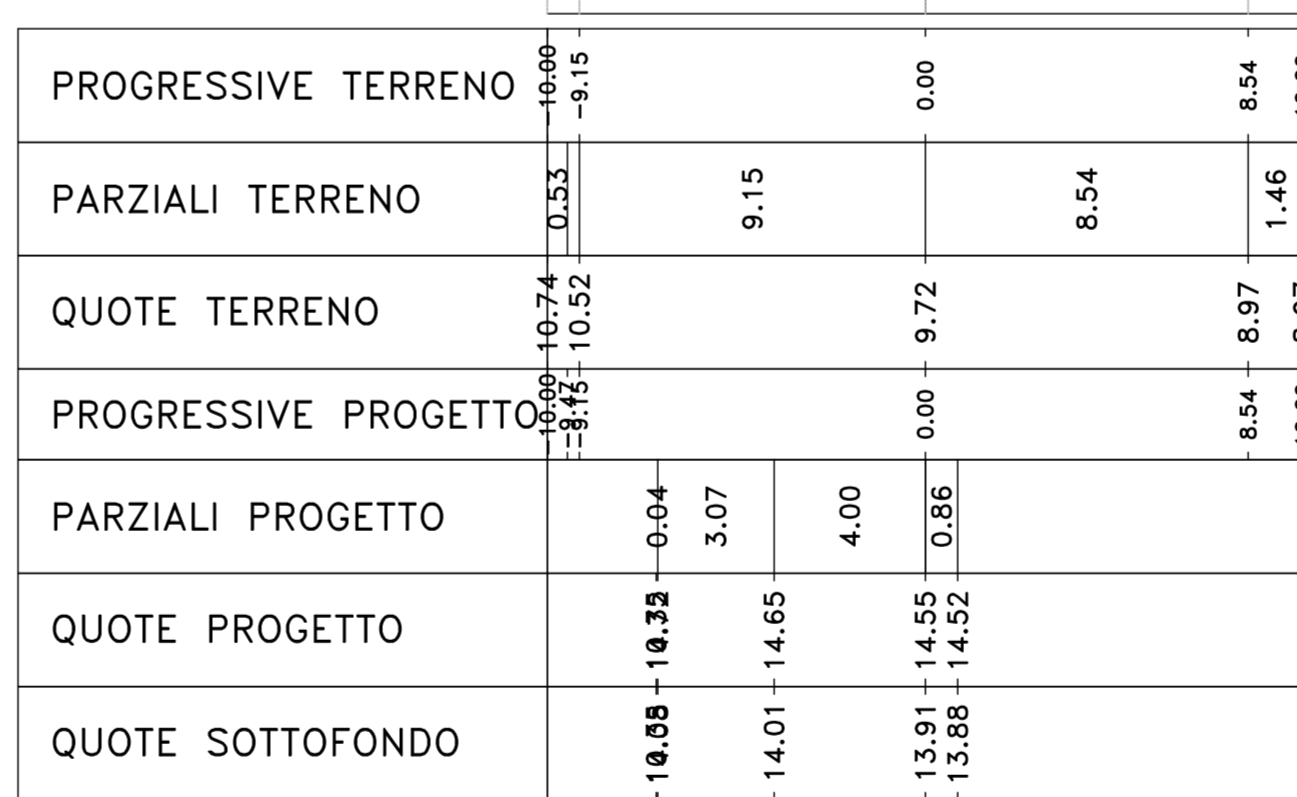 PROGRESSIVE TERRENO -10.00 -9.15 0.00 8.54
PARZIALI TERRENO 0.53 9.15 8.54 1.46
QUOTE TERRENO 10.74 10.52 9.72 8.97
PROGRESSIVE PROGETTO -10.00 -9.47 -9.15 0.00 8.54
PARZIALI PROGETTO 0.04 3.07 4.00 0.86
QUOTE PROGETTO 14.65 14.55 14.52
QUOTE SOTTOFONDO 14.01 13.91 13.88